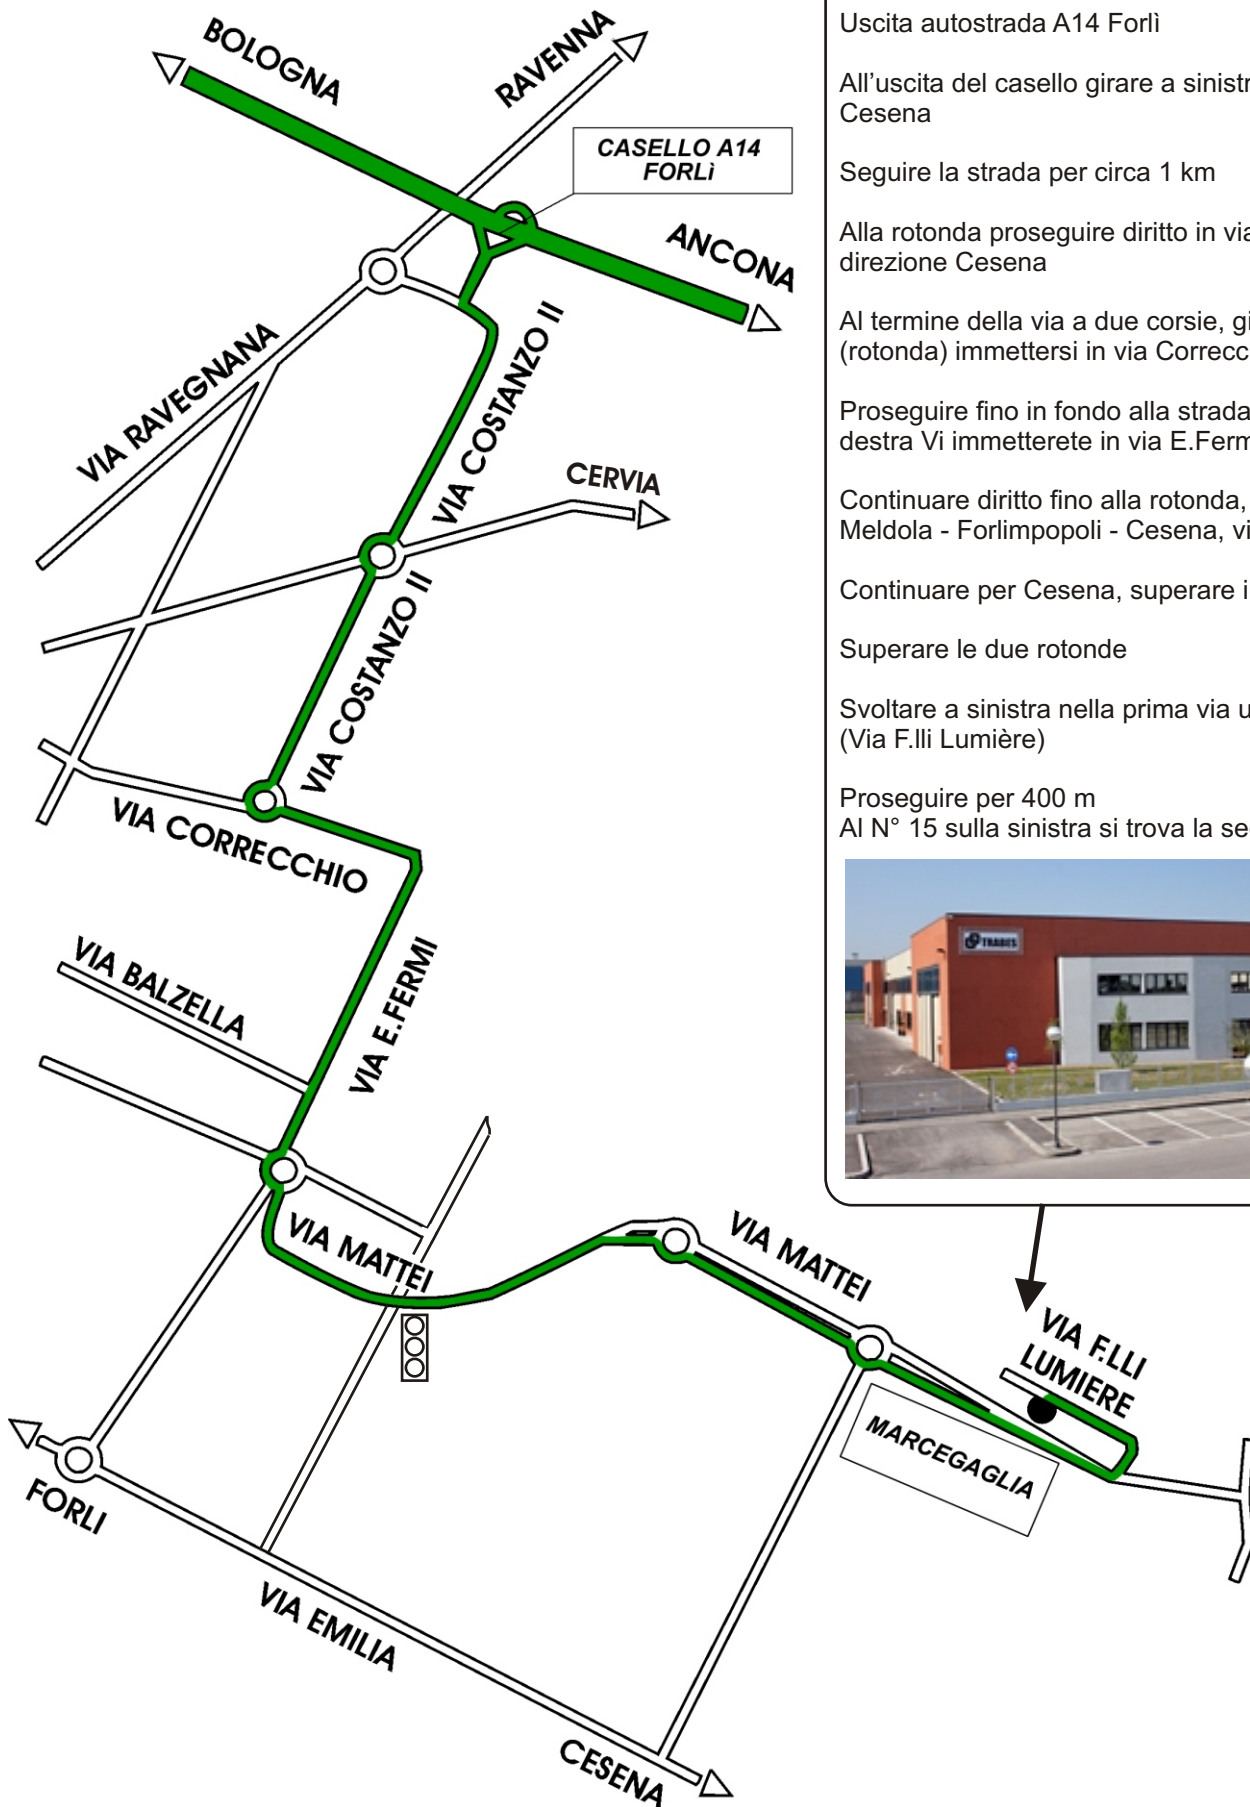 BOLOGNA
RAVENNA
CASELLO A14
FORLì
ANCONA
VIA RAVEGNANA
VIA COSTANZO II
CERVIA
VIA COSTANZO II
VIA CORRECCHIO
VIA BALZELLA
VIA E.FERMI
VIA MATTEI
VIA MATTEI
VIA F.LLI
LUMIERE
MARCEGAGLIA
FORLI
VIA EMILIA
CESENA
Uscita autostrada A14 Forlì
All'uscita del casello girare a sinistr
Cesena
Seguire la strada per circa 1 km
Alla rotonda proseguire diritto in via
direzione Cesena
Al termine della via a due corsie, gi
(rotonda) immettersi in via Correcc
Proseguire fino in fondo alla strada
destra Vi immetterete in via E.Ferm
Continuare diritto fino alla rotonda,
Meldola - Forlimpopoli - Cesena, vi
Continuare per Cesena, superare i
Superare le due rotonde
Svoltare a sinistra nella prima via u
(Via F.lli Lumière)
Proseguire per 400 m
Al N° 15 sulla sinistra si trova la se
TRABES